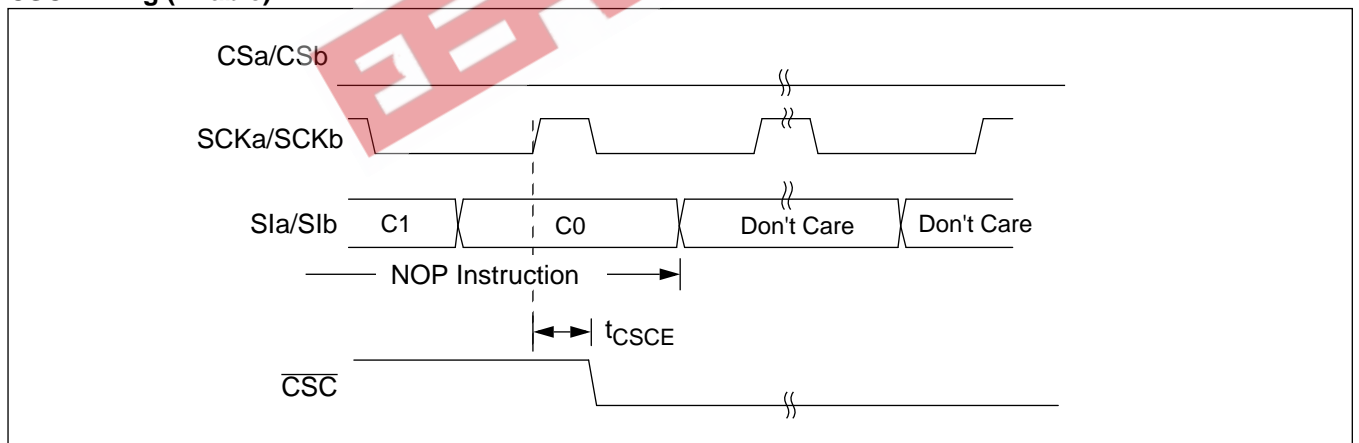 CSa/CSb
SCKa/SCKb
SIa/SIb
C1
C0
Don't Care
Don't Care
NOP Instruction
tCSCE
CSC